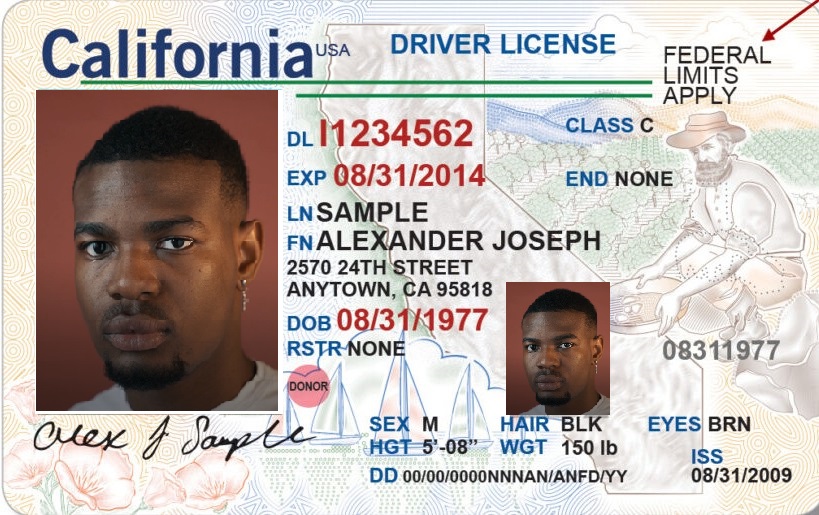 California USA DRIVER LICENSE
FEDERAL
LIMITS
APPLY
DL I1234562
CLASS C
EXP 08/31/2014
END NONE
LN SAMPLE
FN ALEXANDER JOSEPH
2570 24TH STREET
ANYTOWN, CA 95818
DOB 08/31/1977
RSTR NONE
08311977
DONOR
Alex J Sample
SEX M HAIR BLK EYES BRN
HGT 5'-08" WGT 150 lb
ISS
DD 00/00/0000NNNAN/ANFD/YY 08/31/2009